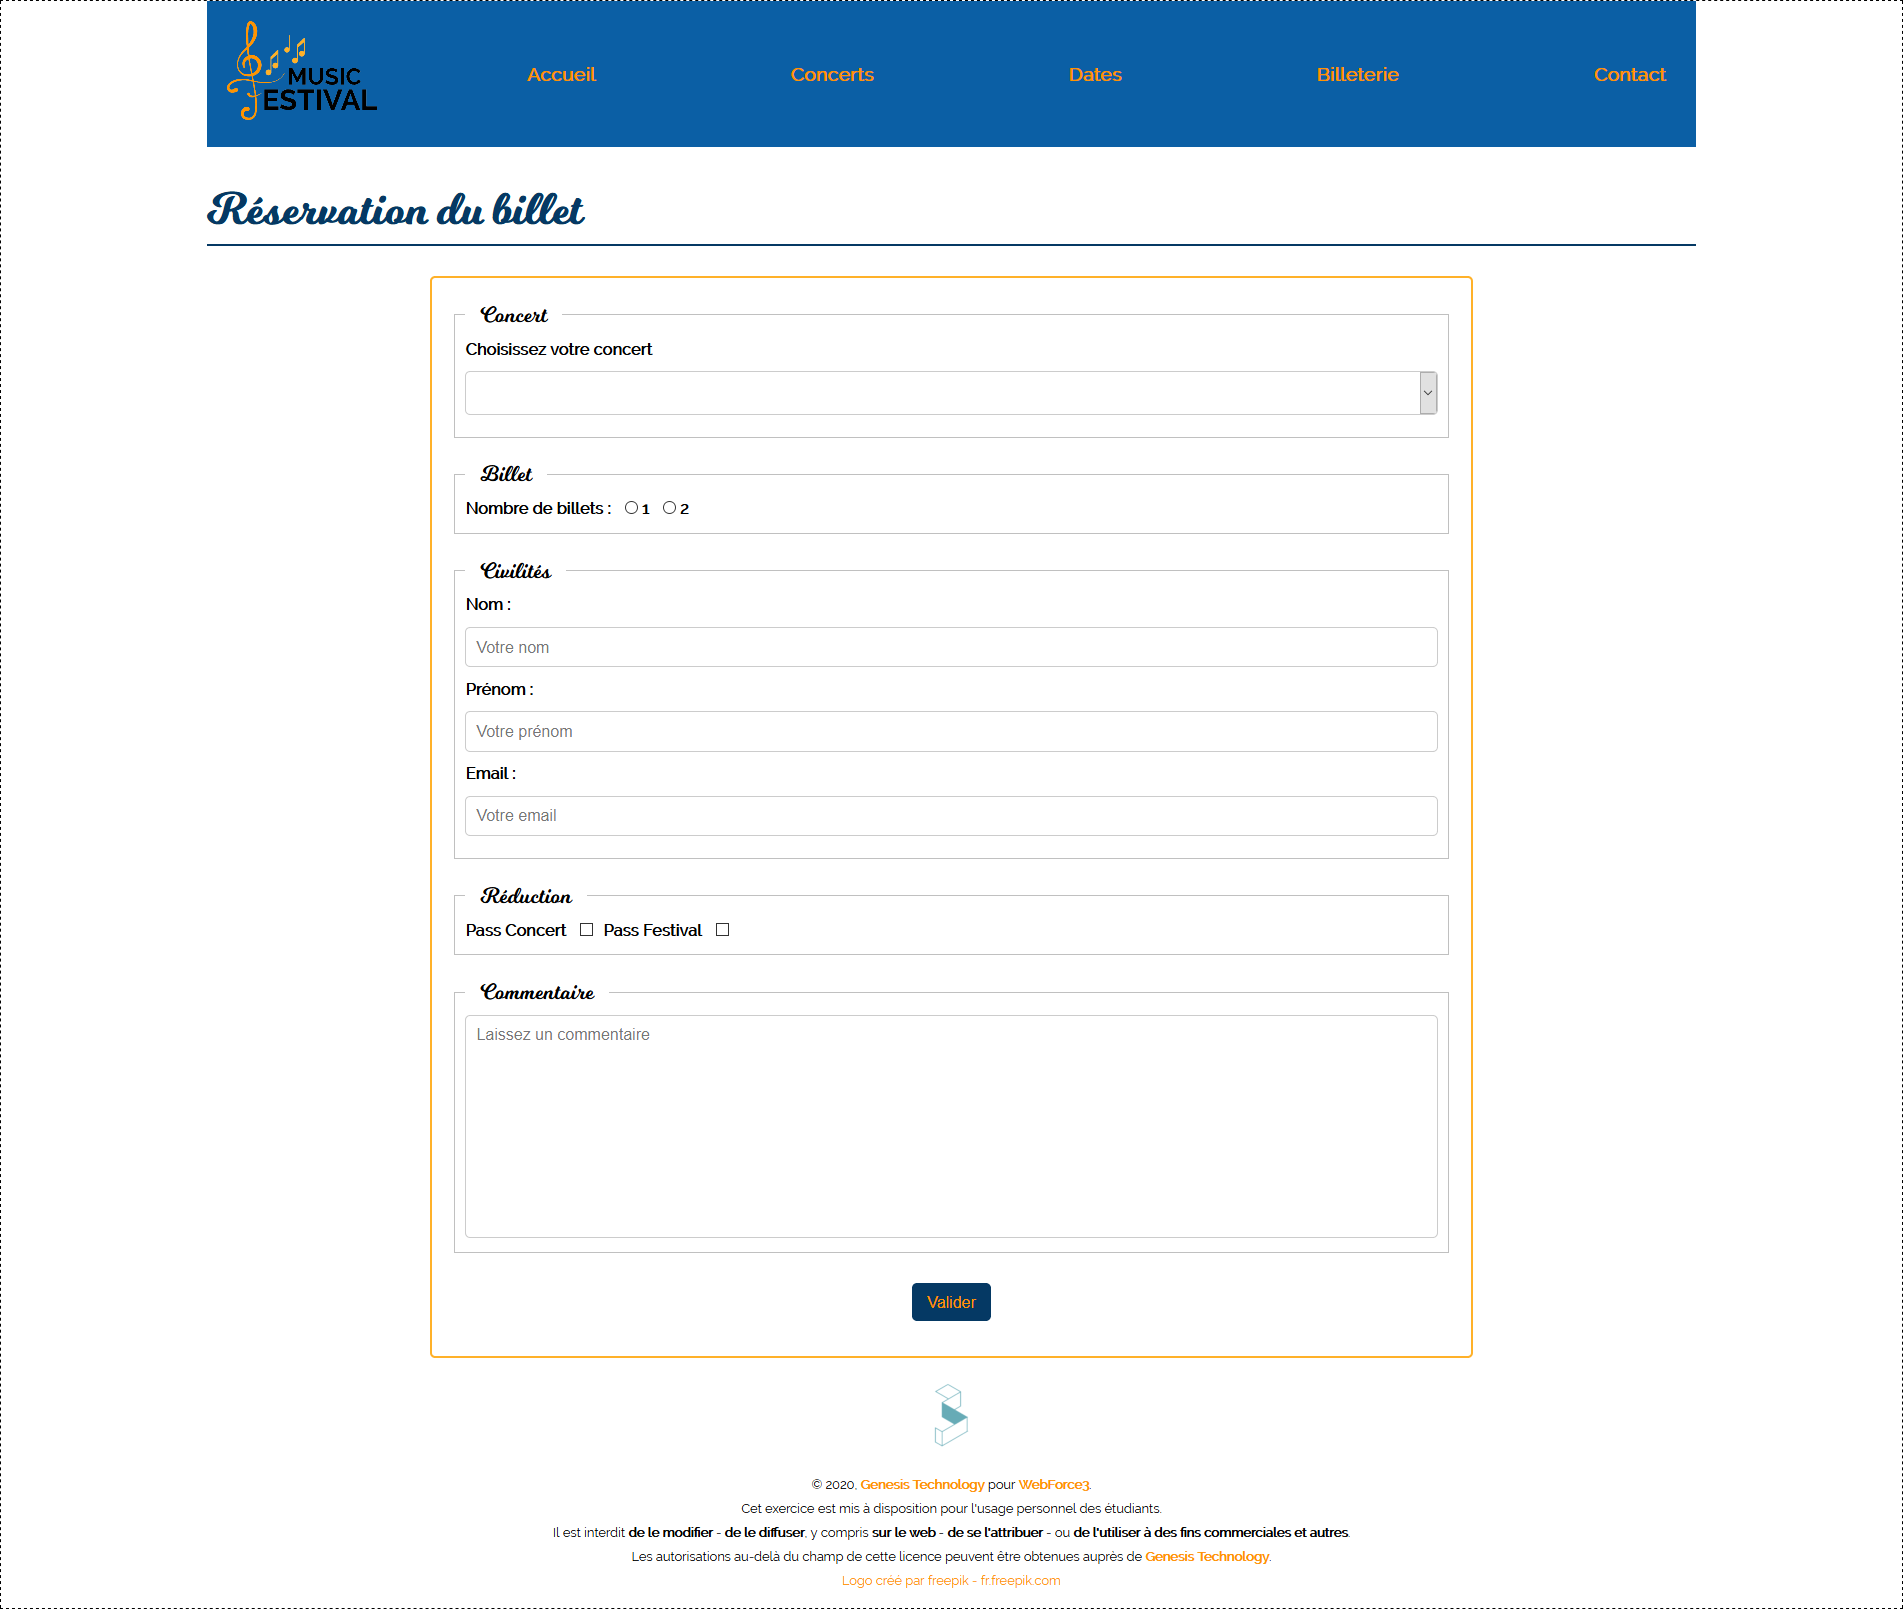 MUSIC
ESTIVAL
Accueil Concerts Dates Billeterie Contact
Réservation du billet
Concert
Choisissez votre concert
Billet
Nombre de billets : 1 2
Civilités
Nom :
Votre nom
Prénom :
Votre prénom
Email :
Votre email
Réduction
Pass Concert Pass Festival
Commentaire
Laissez un commentaire
Valider
© 2020, Genesis Technology pour WebForce3.
Cet exercice est mis à disposition pour l'usage personnel des étudiants.
Il est interdit de le modifier - de le diffuser, y compris sur le web - de se l'attribuer - ou de l'utiliser à des fins commerciales et autres.
Les autorisations au-delà du champ de cette licence peuvent être obtenues auprès de Genesis Technology.
Logo créé par freepik - fr.freepik.com